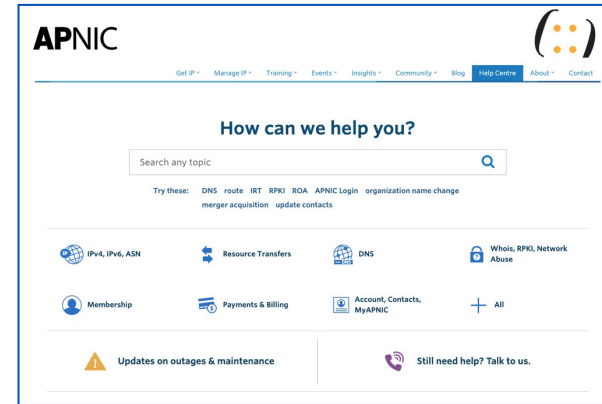 APNIC
Get IP Manage IP Training Events Insights Community Blog Help Centre About Contact
How can we help you?
Search any topic
Try these: DNS route IRT RPKI ROA APNIC Login organization name change
merger acquisition update contacts
IPv4, IPv6, ASN
Resource Transfers
DNS
Whois, RPKI, Network
Abuse
Membership
Payments & Billing
Account, Contacts,
MyAPNIC
All
Updates on outages & maintenance
Still need help? Talk to us.